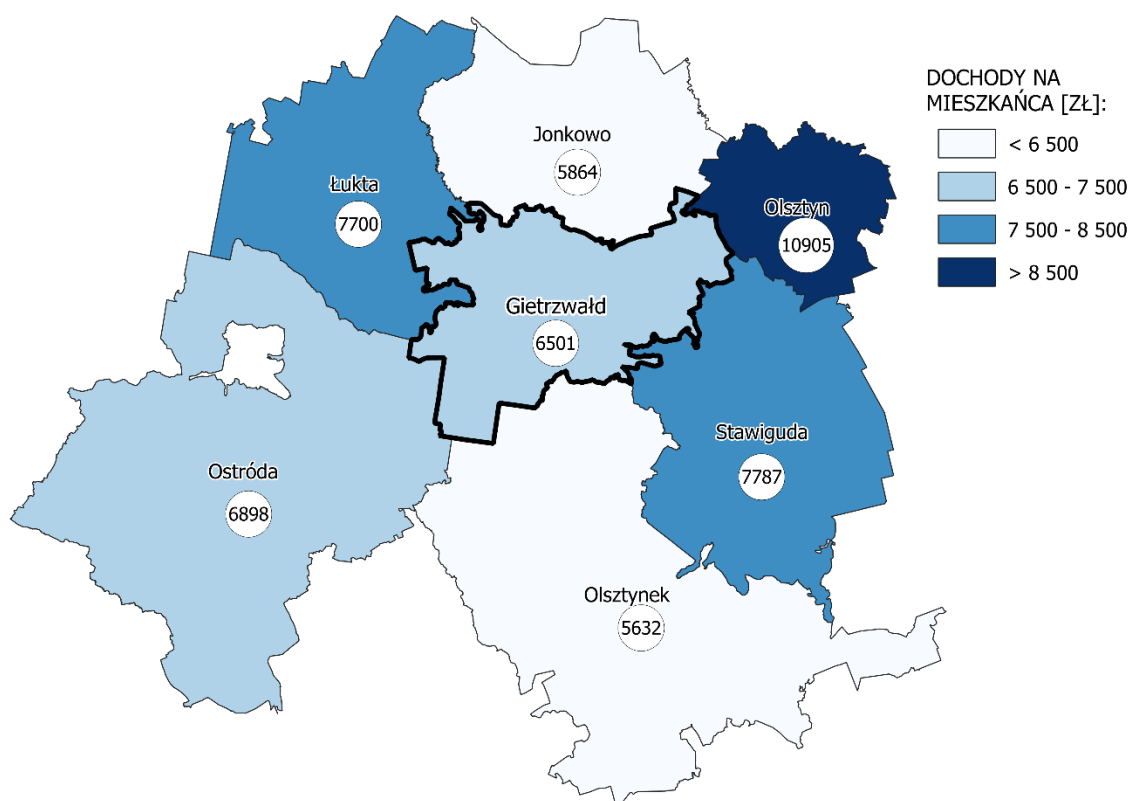 DOCHODY NA
MIESZKAŃCA [ZŁ]:
< 6 500
6 500 - 7 500
7 500 - 8 500
> 8 500
Jonkowo
5864
Łukta
7700
Olsztyn
10905
Gietrzwałd
6501
Stawiguda
7787
Ostróda
6898
Olsztynek
5632